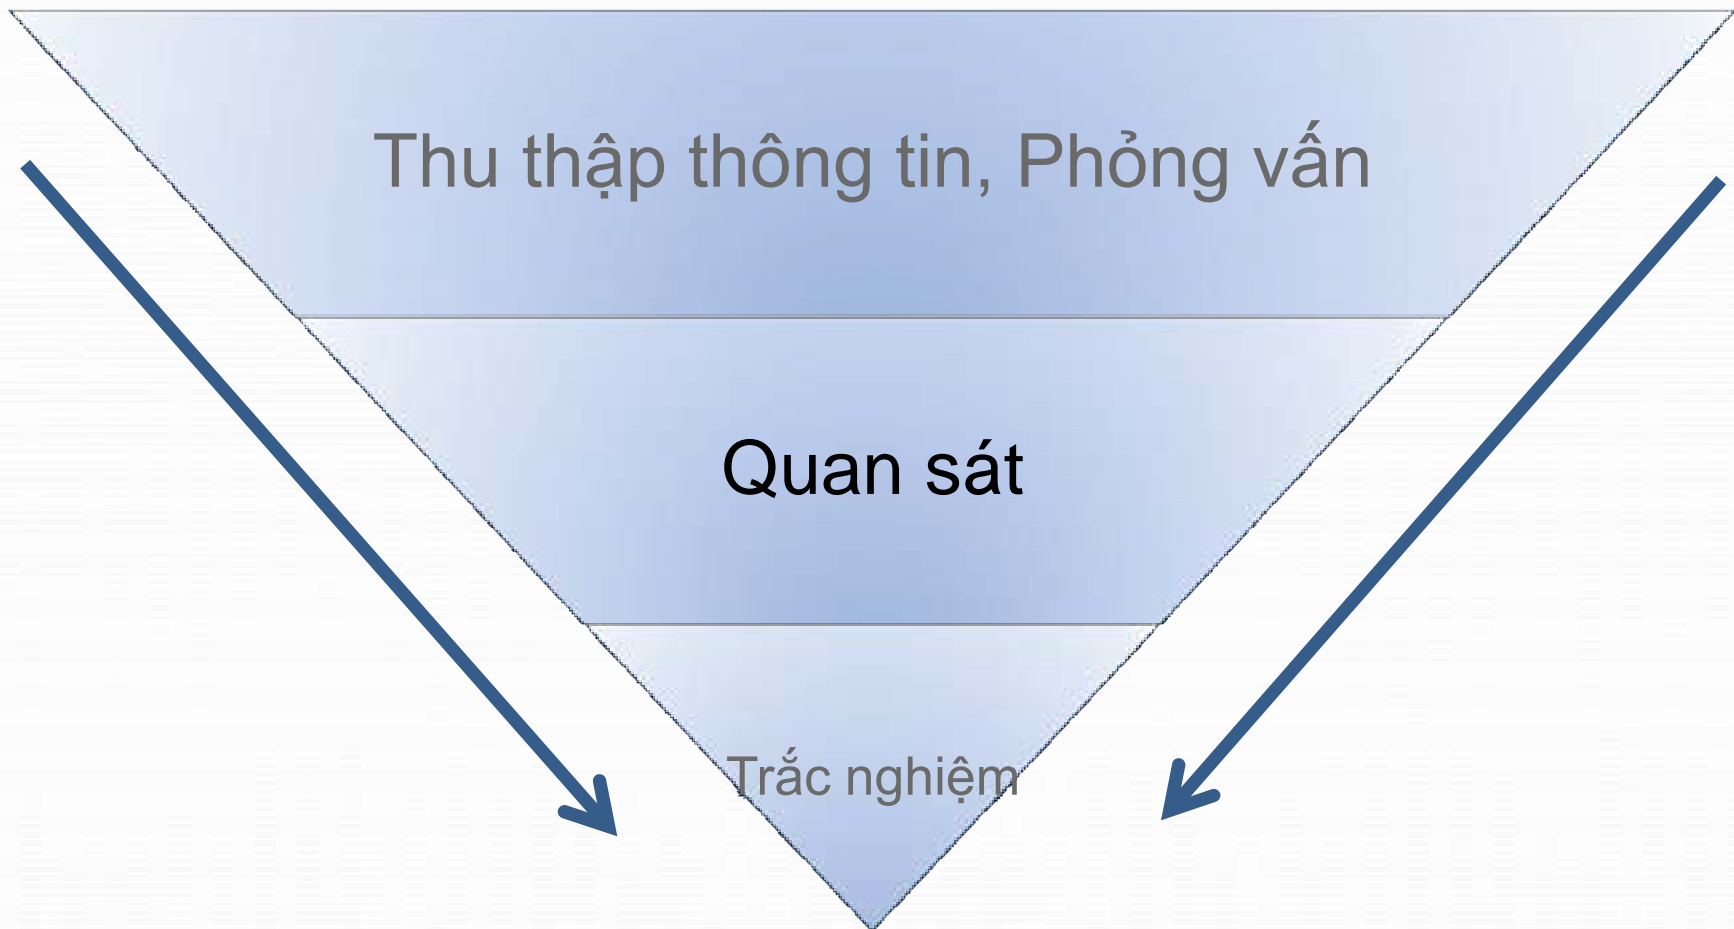 Thu thập thông tin, Phỏng vấn
Quan sát
Trắc nghiệm